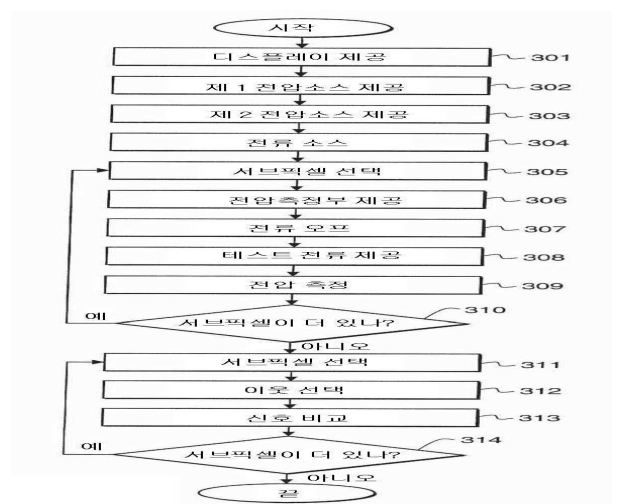 시작
디스플레이 제공 301
제 1 전압소스 제공 302
제 2 전압소스 제공 303
전류 소스 304
서브픽셀 선택 305
전압측정부 제공 306
전류 오프 307
테스트 전류 제공 308
전압 측정 309
예 서브픽셀이 더 있나? 310
아니오
서브픽셀 선택 311
이웃 선택 312
신호 비교 313
예 서브픽셀이 더 있나? 314
아니오
끝